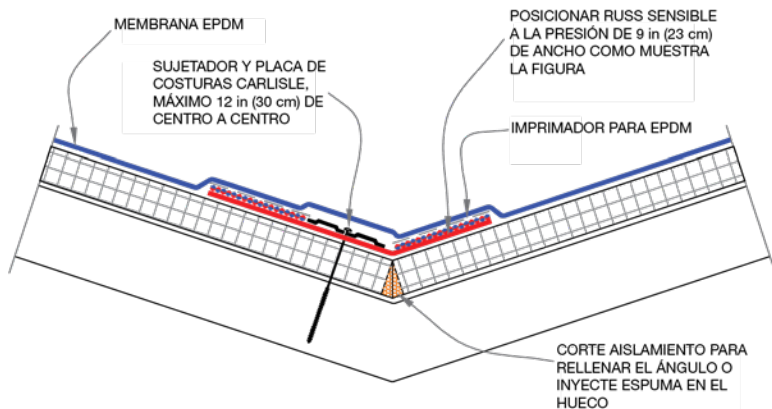 MEMBRANA EPDM
SUJETADOR Y PLACA DE
COSTURAS CARLISLE,
MÁXIMO 12 in (30 cm) DE
CENTRO A CENTRO
POSICIONAR RUSS SENSIBLE
A LA PRESIÓN DE 9 in (23 cm)
DE ANCHO COMO MUESTRA
LA FIGURA
IMPRIMADOR PARA EPDM
CORTE AISLAMIENTO PARA
RELLENAR EL ÁNGULO O
INYECTE ESPUMA EN EL
HUECO